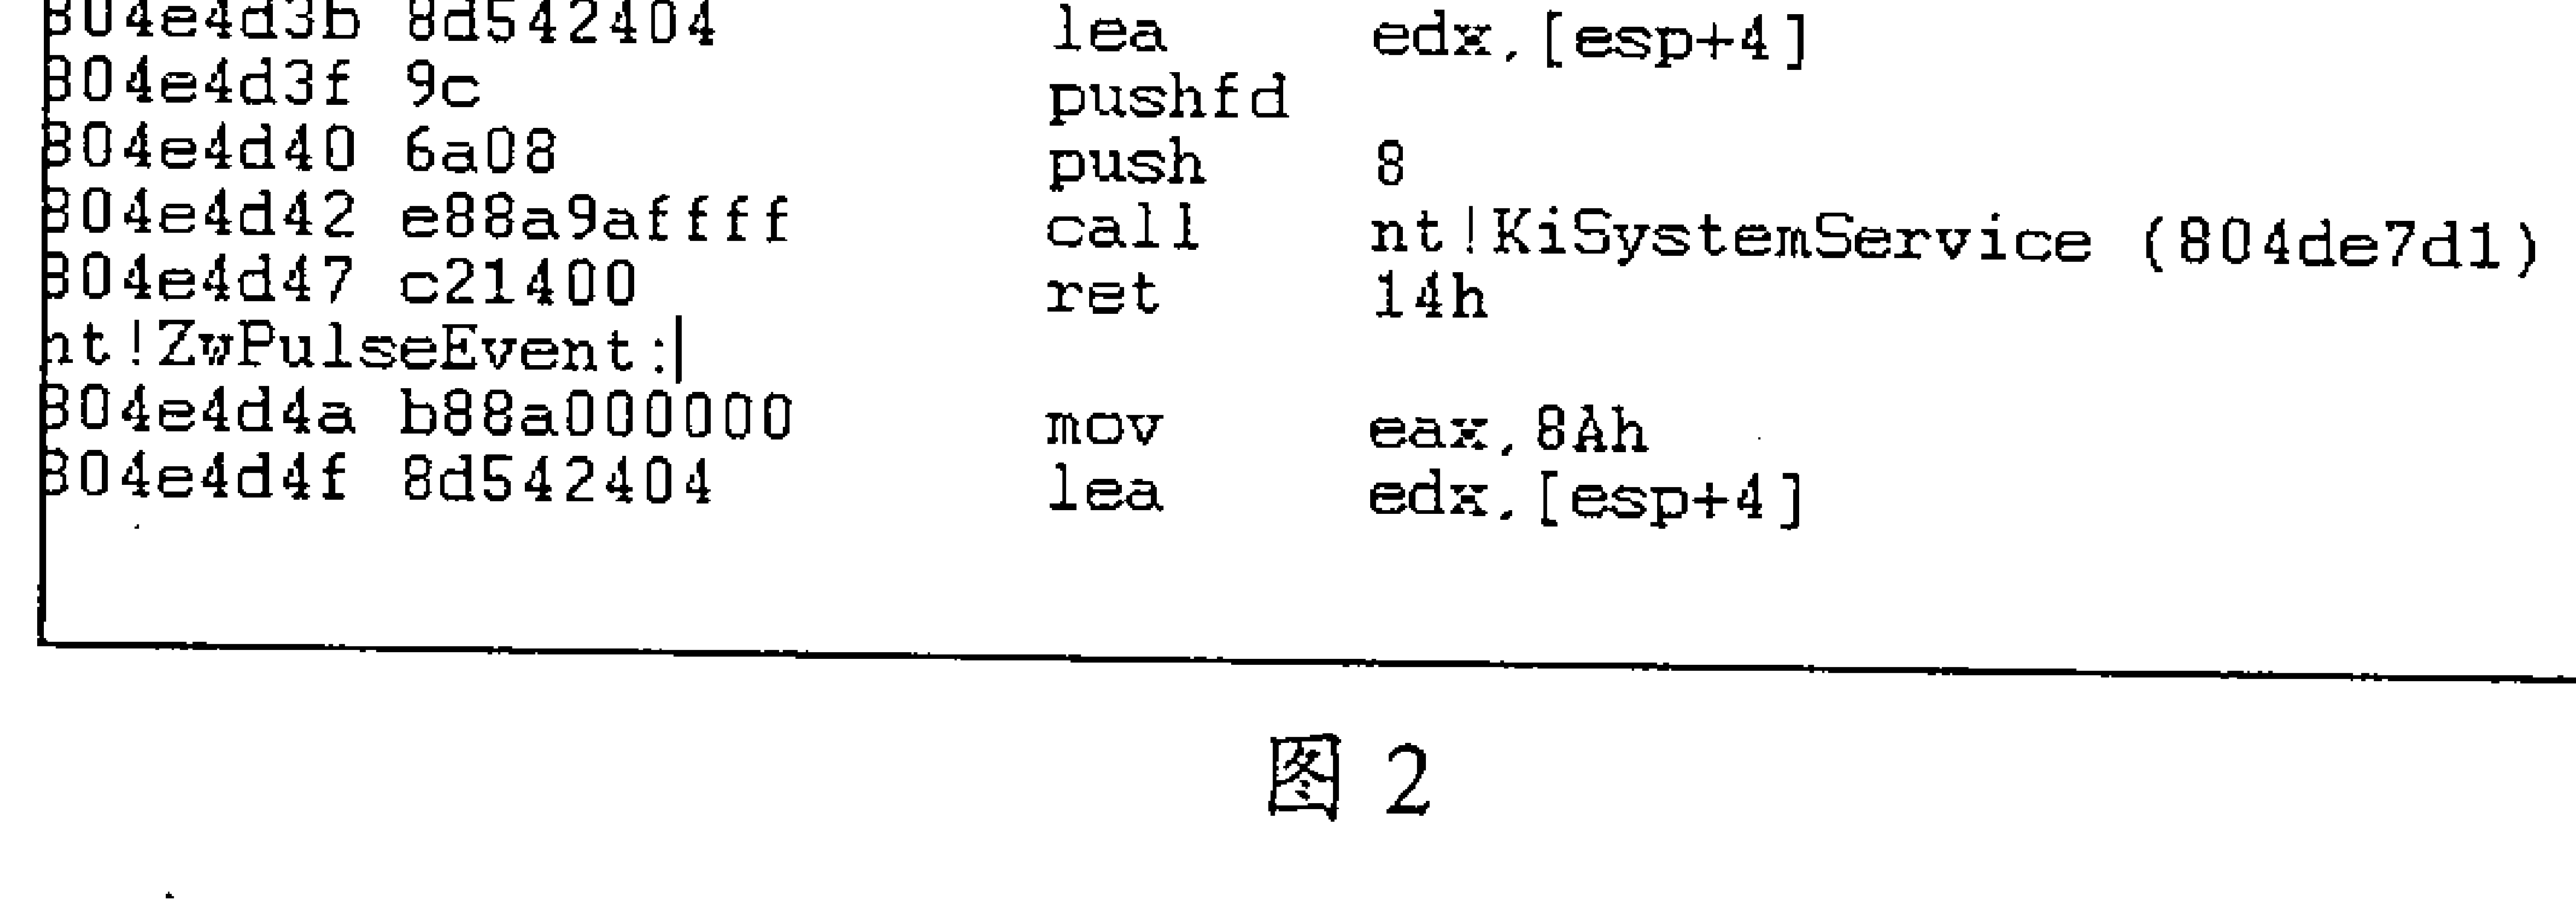 804e4d3b 8d542404 lea edx,[esp+4]
804e4d3f 9c pushfd
804e4d40 6a08 push 8
804e4d42 e88a9affff call nt!KiSystemService (804de7d1)
804e4d47 c21400 ret 14h
nt!ZwPulseEvent:
804e4d4a b88a000000 mov eax,8Ah
804e4d4f 8d542404 lea edx,[esp+4]
图 2